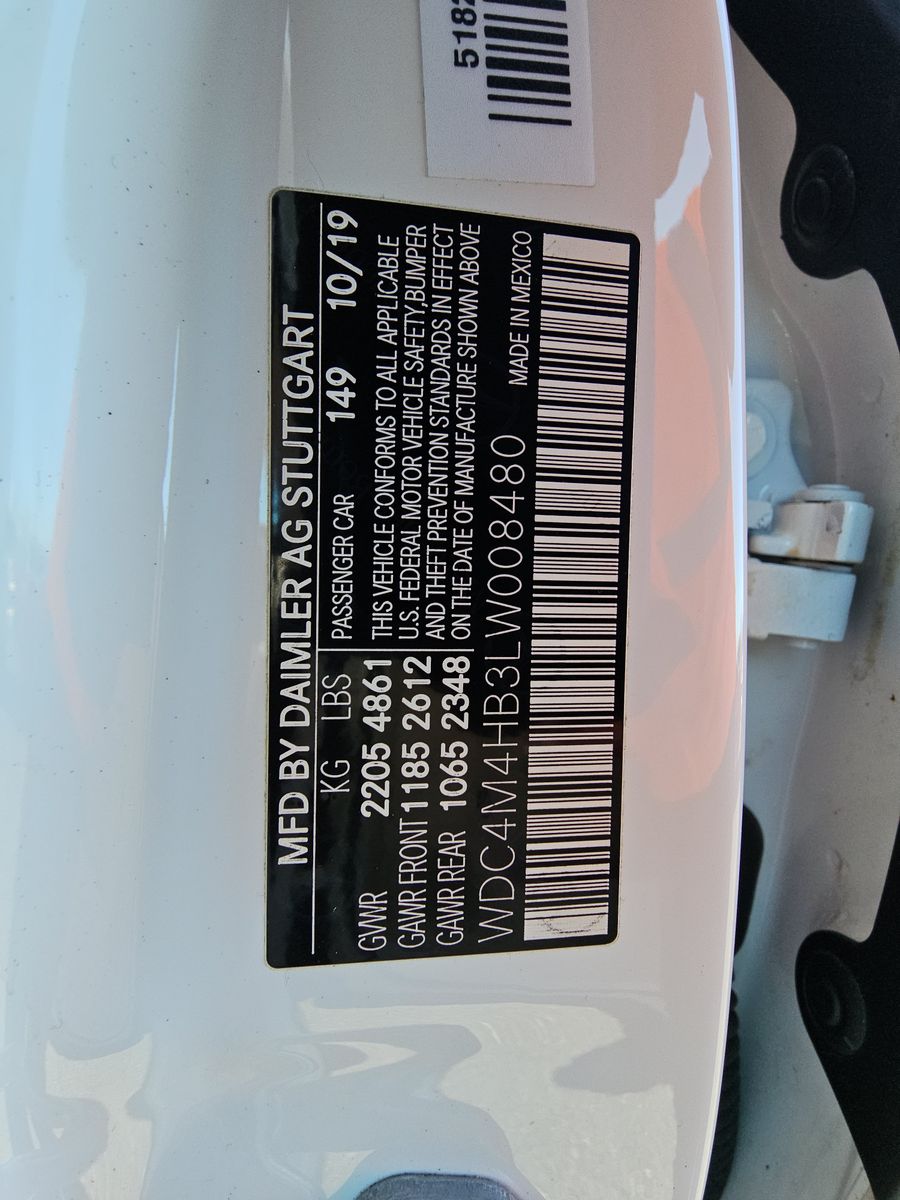 MFD BY DAIMLER AG STUTTGART
KG LBS
GVWR 2205 4861
GAWR FRONT 1185 2612
GAWR REAR 1065 2348
PASSENGER CAR 149 10/19
THIS VEHICLE CONFORMS TO ALL APPLICABLE
U.S. FEDERAL MOTOR VEHICLE SAFETY,BUMPER
AND THEFT PREVENTION STANDARDS IN EFFECT
ON THE DATE OF MANUFACTURE SHOWN ABOVE
WDC4M4HB3LW008480 MADE IN MEXICO
5182